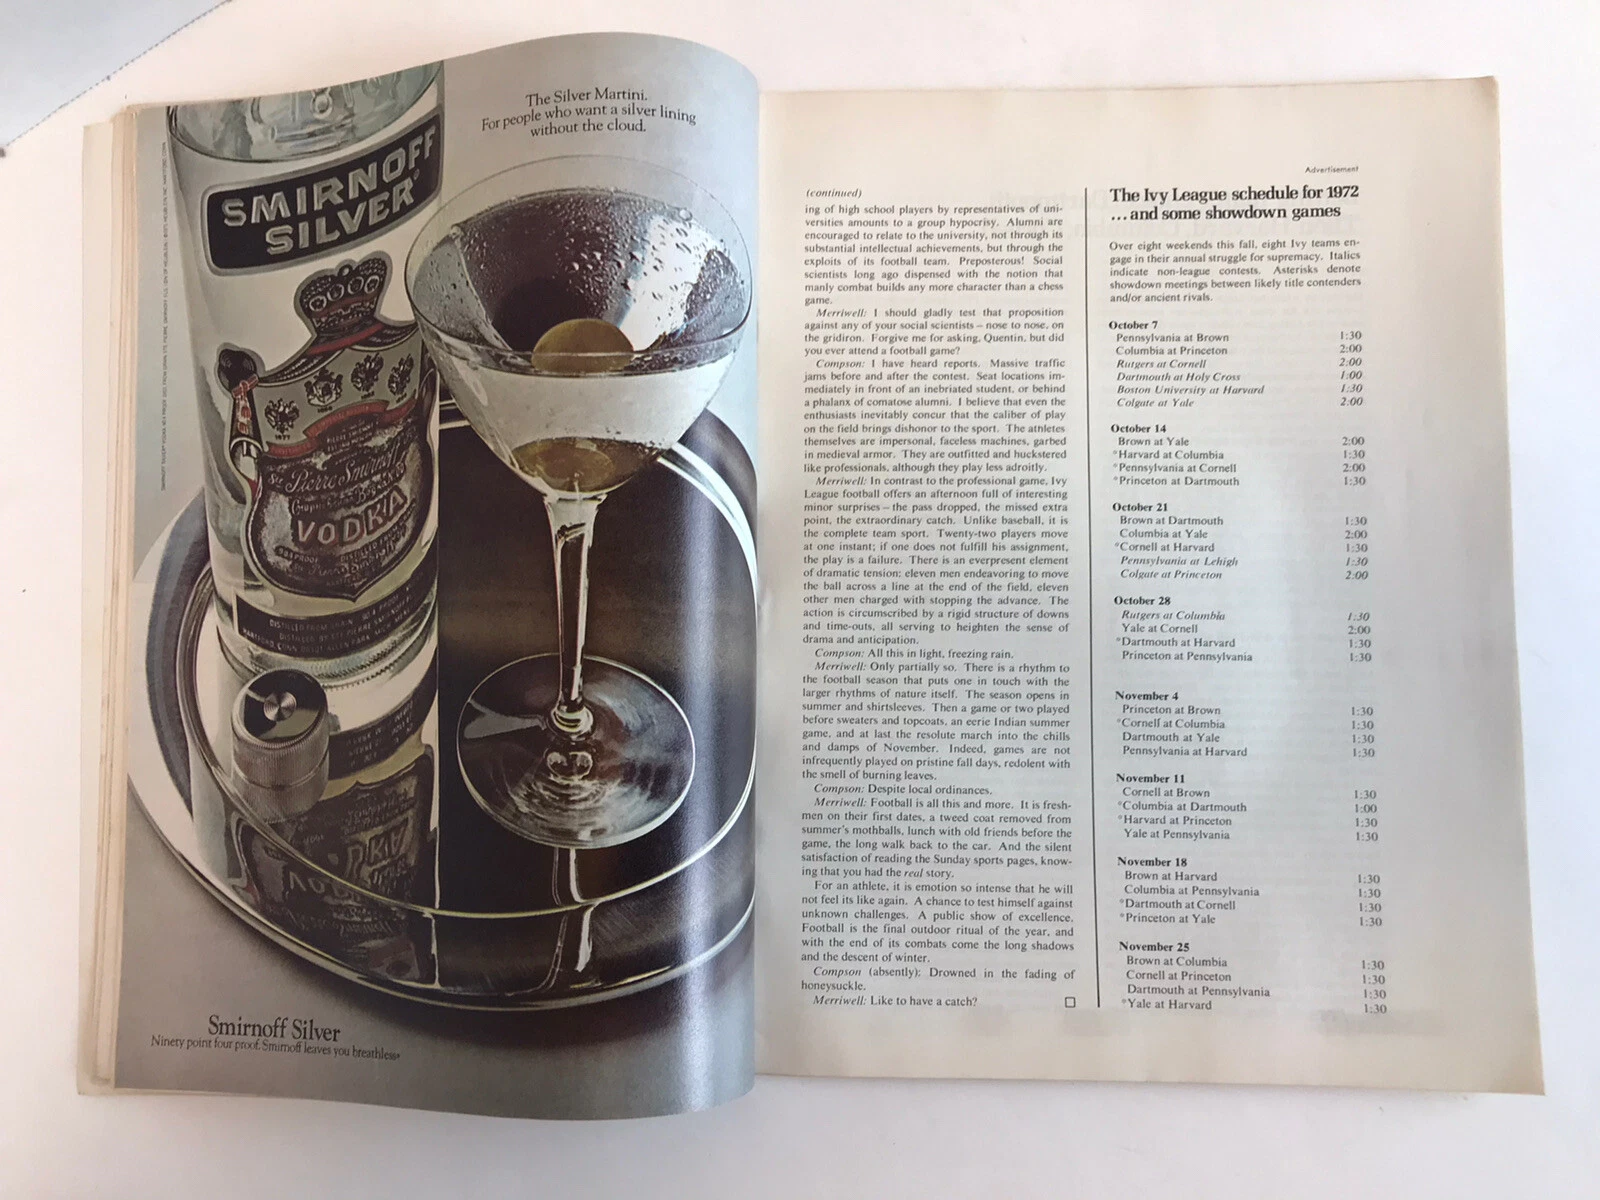 The Silver Martini.
For people who want a silver lining
without the cloud.
SMIRNOFF
SILVER
Ste Pierre Smirnoff
VODKA
Smirnoff Silver
Ninety point four proof. Smirnoff leaves you breathless®
Advertisement
(continued)
ing of high school players by representatives of uni-
versities amounts to a group hypocrisy. Alumni are
encouraged to relate to the university, not through its
substantial intellectual achievements, but through the
exploits of its football team. Preposterous! Social
scientists long ago dispensed with the notion that
manly combat builds any more character than a chess
game.
Merriwell: I should gladly test that proposition
against any of your social scientists – nose to nose, on
the gridiron. Forgive me for asking, Quentin, but did
you ever attend a football game?
Compson: I have heard reports. Massive traffic
jams before and after the contest. Seat locations im-
mediately in front of an inebriated student, or behind
a phalanx of comatose alumni. I believe that even the
enthusiasts inevitably concur that the caliber of play
on the field brings dishonor to the sport. The athletes
themselves are impersonal, faceless machines, garbed
in medieval armor. They are outfitted and huckstered
like professionals, although they play less adroitly.
Merriwell: In contrast to the professional game, Ivy
League football offers an afternoon full of interesting
minor surprises – the pass dropped, the missed extra
point, the extraordinary catch. Unlike baseball, it is
the complete team sport. Twenty-two players move
at one instant; if one does not fulfill his assignment,
the play is a failure. There is an everpresent element
of dramatic tension: eleven men endeavoring to move
the ball across a line at the end of the field, eleven
other men charged with stopping the advance. The
action is circumscribed by a rigid structure of downs
and time-outs, all serving to heighten the sense of
drama and anticipation.
Compson: All this in light, freezing rain.
Merriwell: Only partially so. There is a rhythm to
the football season that puts one in touch with the
larger rhythms of nature itself. The season opens in
summer and shirtsleeves. Then a game or two played
before sweaters and topcoats, an eerie Indian summer
game, and at last the resolute march into the chills
and damps of November. Indeed, games are not
infrequently played on pristine fall days, redolent with
the smell of burning leaves.
Compson: Despite local ordinances.
Merriwell: Football is all this and more. It is fresh-
men on their first dates, a tweed coat removed from
summer's mothballs, lunch with old friends before the
game, the long walk back to the car. And the silent
satisfaction of reading the Sunday sports pages, know-
ing that you had the real story.
For an athlete, it is emotion so intense that he will
not feel its like again. A chance to test himself against
unknown challenges. A public show of excellence.
Football is the final outdoor ritual of the year, and
with the end of its combats come the long shadows
and the descent of winter.
Compson (absently): Drowned in the fading of
honeysuckle.
Merriwell: Like to have a catch? □
The Ivy League schedule for 1972
...and some showdown games
Over eight weekends this fall, eight Ivy teams en-
gage in their annual struggle for supremacy. Italics
indicate non-league contests. Asterisks denote
showdown meetings between likely title contenders
and/or ancient rivals.
October 7
Pennsylvania at Brown 1:30
Columbia at Princeton 2:00
Rutgers at Cornell 2:00
Dartmouth at Holy Cross 1:00
Boston University at Harvard 1:30
Colgate at Yale 2:00
October 14
Brown at Yale 2:00
*Harvard at Columbia 1:30
*Pennsylvania at Cornell 2:00
*Princeton at Dartmouth 1:30
October 21
Brown at Dartmouth 1:30
Columbia at Yale 2:00
*Cornell at Harvard 1:30
Pennsylvania at Lehigh 1:30
Colgate at Princeton 2:00
October 28
Rutgers at Columbia 1:30
Yale at Cornell 2:00
*Dartmouth at Harvard 1:30
Princeton at Pennsylvania 1:30
November 4
Princeton at Brown 1:30
*Cornell at Columbia 1:30
Dartmouth at Yale 1:30
Pennsylvania at Harvard 1:30
November 11
Cornell at Brown 1:30
*Columbia at Dartmouth 1:00
*Harvard at Princeton 1:30
Yale at Pennsylvania 1:30
November 18
Brown at Harvard 1:30
Columbia at Pennsylvania 1:30
*Dartmouth at Cornell 1:30
*Princeton at Yale 1:30
November 25
Brown at Columbia 1:30
Cornell at Princeton 1:30
Dartmouth at Pennsylvania 1:30
*Yale at Harvard 1:30